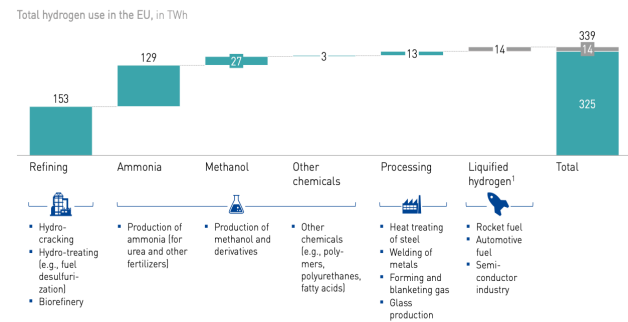 Total hydrogen use in the EU, in TWh
153
129
27
3
13
14
339
14
325
Refining
Ammonia
Methanol
Other
chemicals
Processing
Liquified
hydrogen1
Total
▪ Hydro-
cracking
▪ Hydro-treating
(e.g., fuel
desulfuri-
zation)
▪ Biorefinery
▪ Production of
ammonia (for
urea and other
fertilizers)
▪ Production of
methanol and
derivatives
▪ Other
chemicals
(e.g., poly-
mers,
polyurethanes,
fatty acids)
▪ Heat treating
of steel
▪ Welding of
metals
▪ Forming and
blanketing gas
▪ Glass
production
▪ Rocket fuel
▪ Automotive
fuel
▪ Semi-
conductor
industry